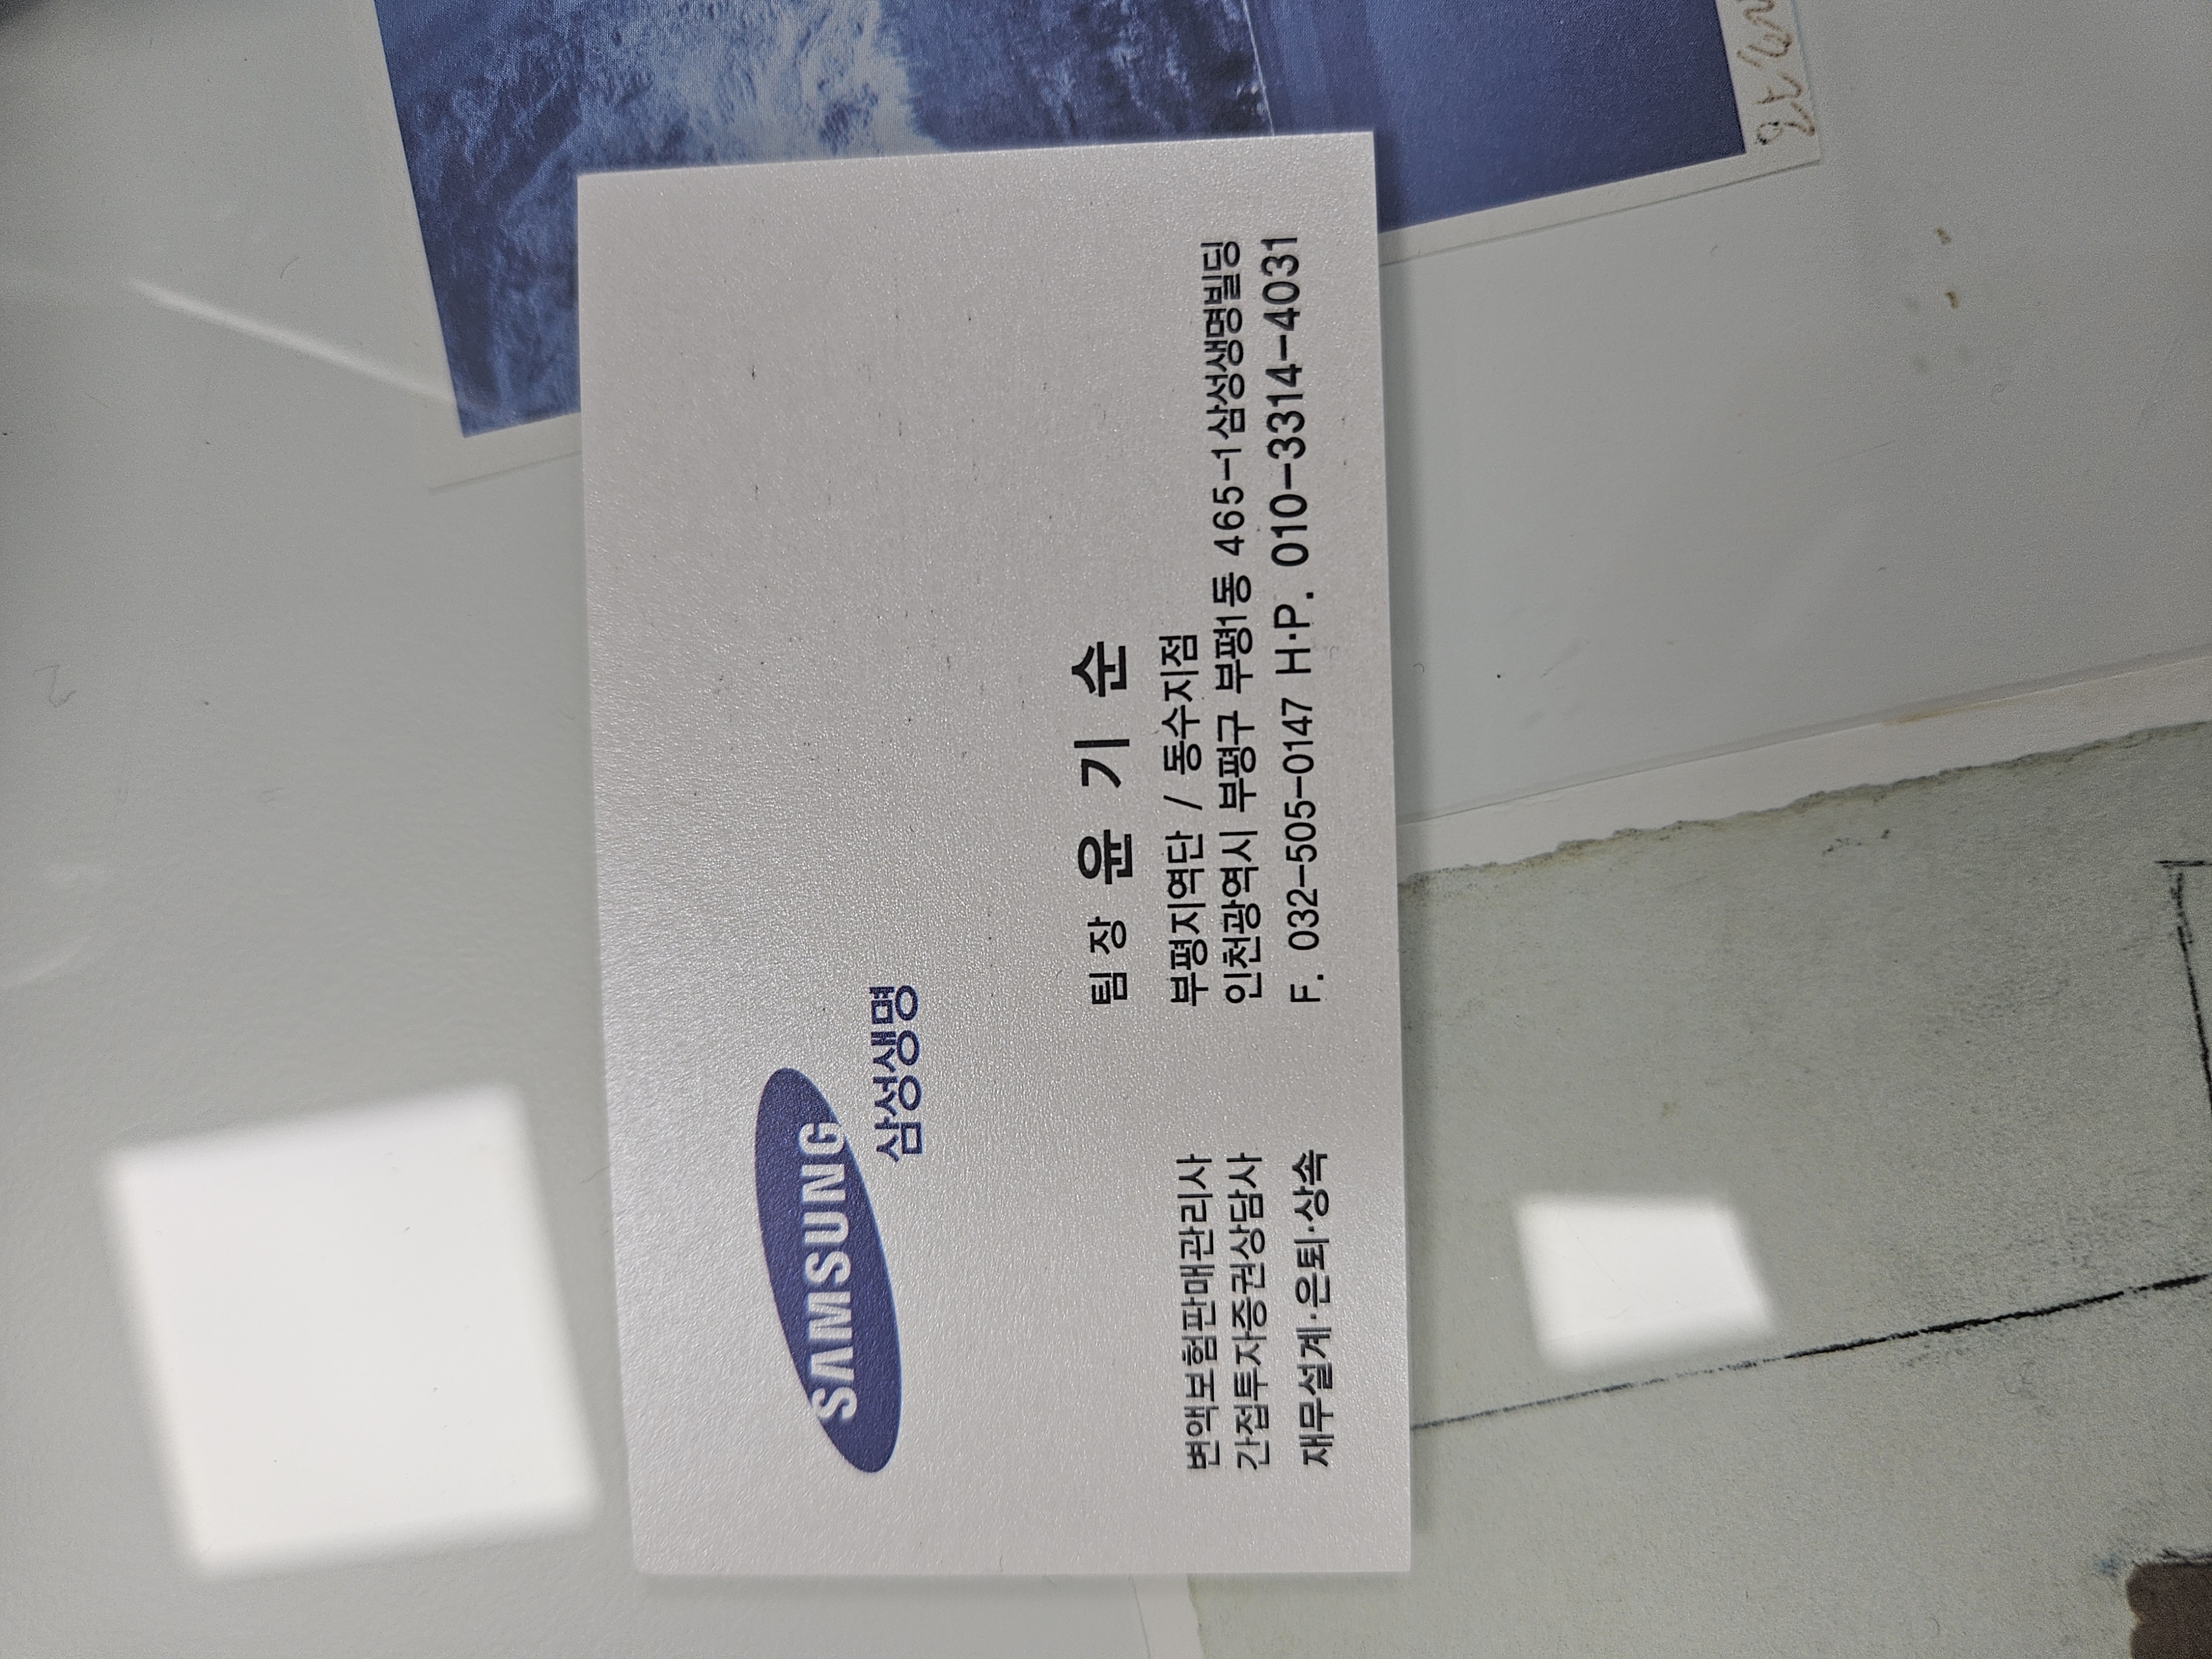 SAMSUNG
삼성생명
팀장 윤 기 순
부평지역단 / 동수지점
인천광역시 부평구 부평1동 465-1 삼성생명빌딩
F. 032-505-0147 H·P. 010-3314-4031
변액보험판매관리사
간접투자증권상담사
재무설계·은퇴·상속